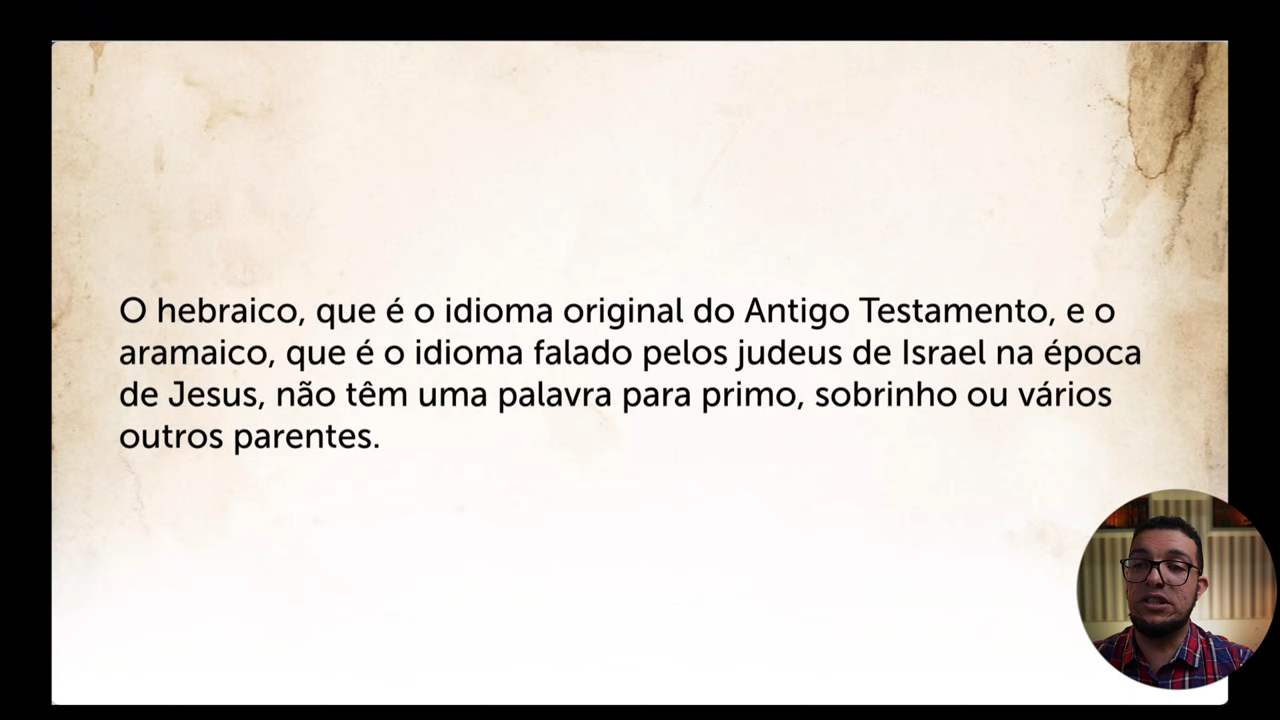 O hebraico, que é o idioma original do Antigo Testamento, e o
aramaico, que é o idioma falado pelos judeus de Israel na época
de Jesus, não têm uma palavra para primo, sobrinho ou vários
outros parentes.